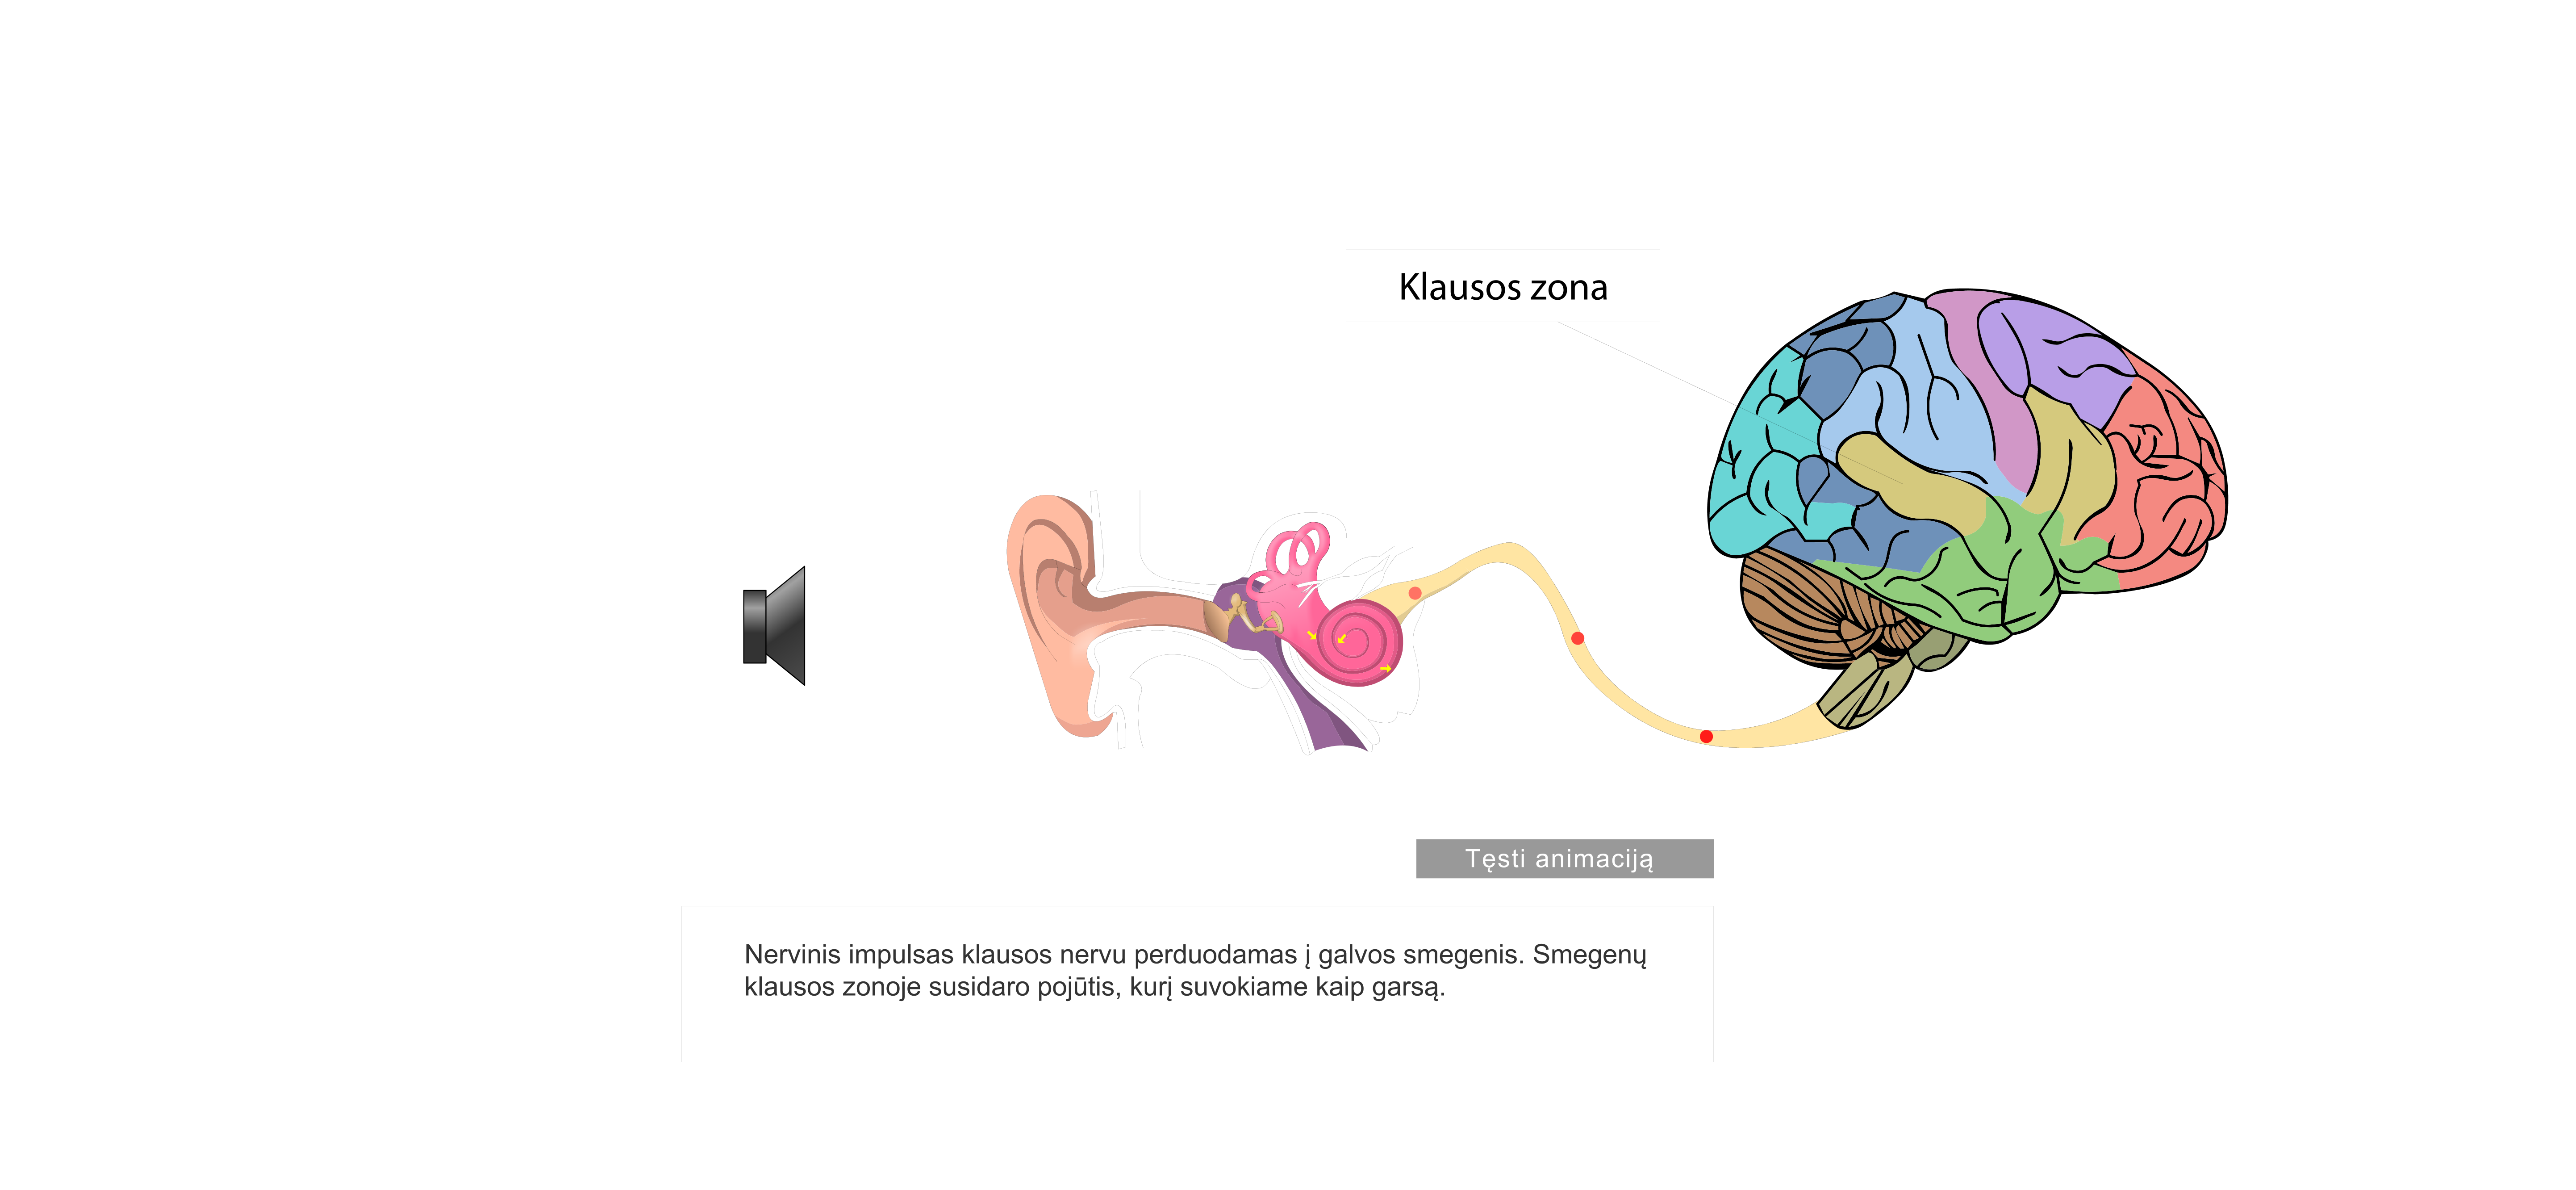 Klausos zona
Tęsti animaciją
Nervinis impulsas klausos nervu perduodamas į galvos smegenis. Smegenų
klausos zonoje susidaro pojūtis, kurį suvokiame kaip garsą.